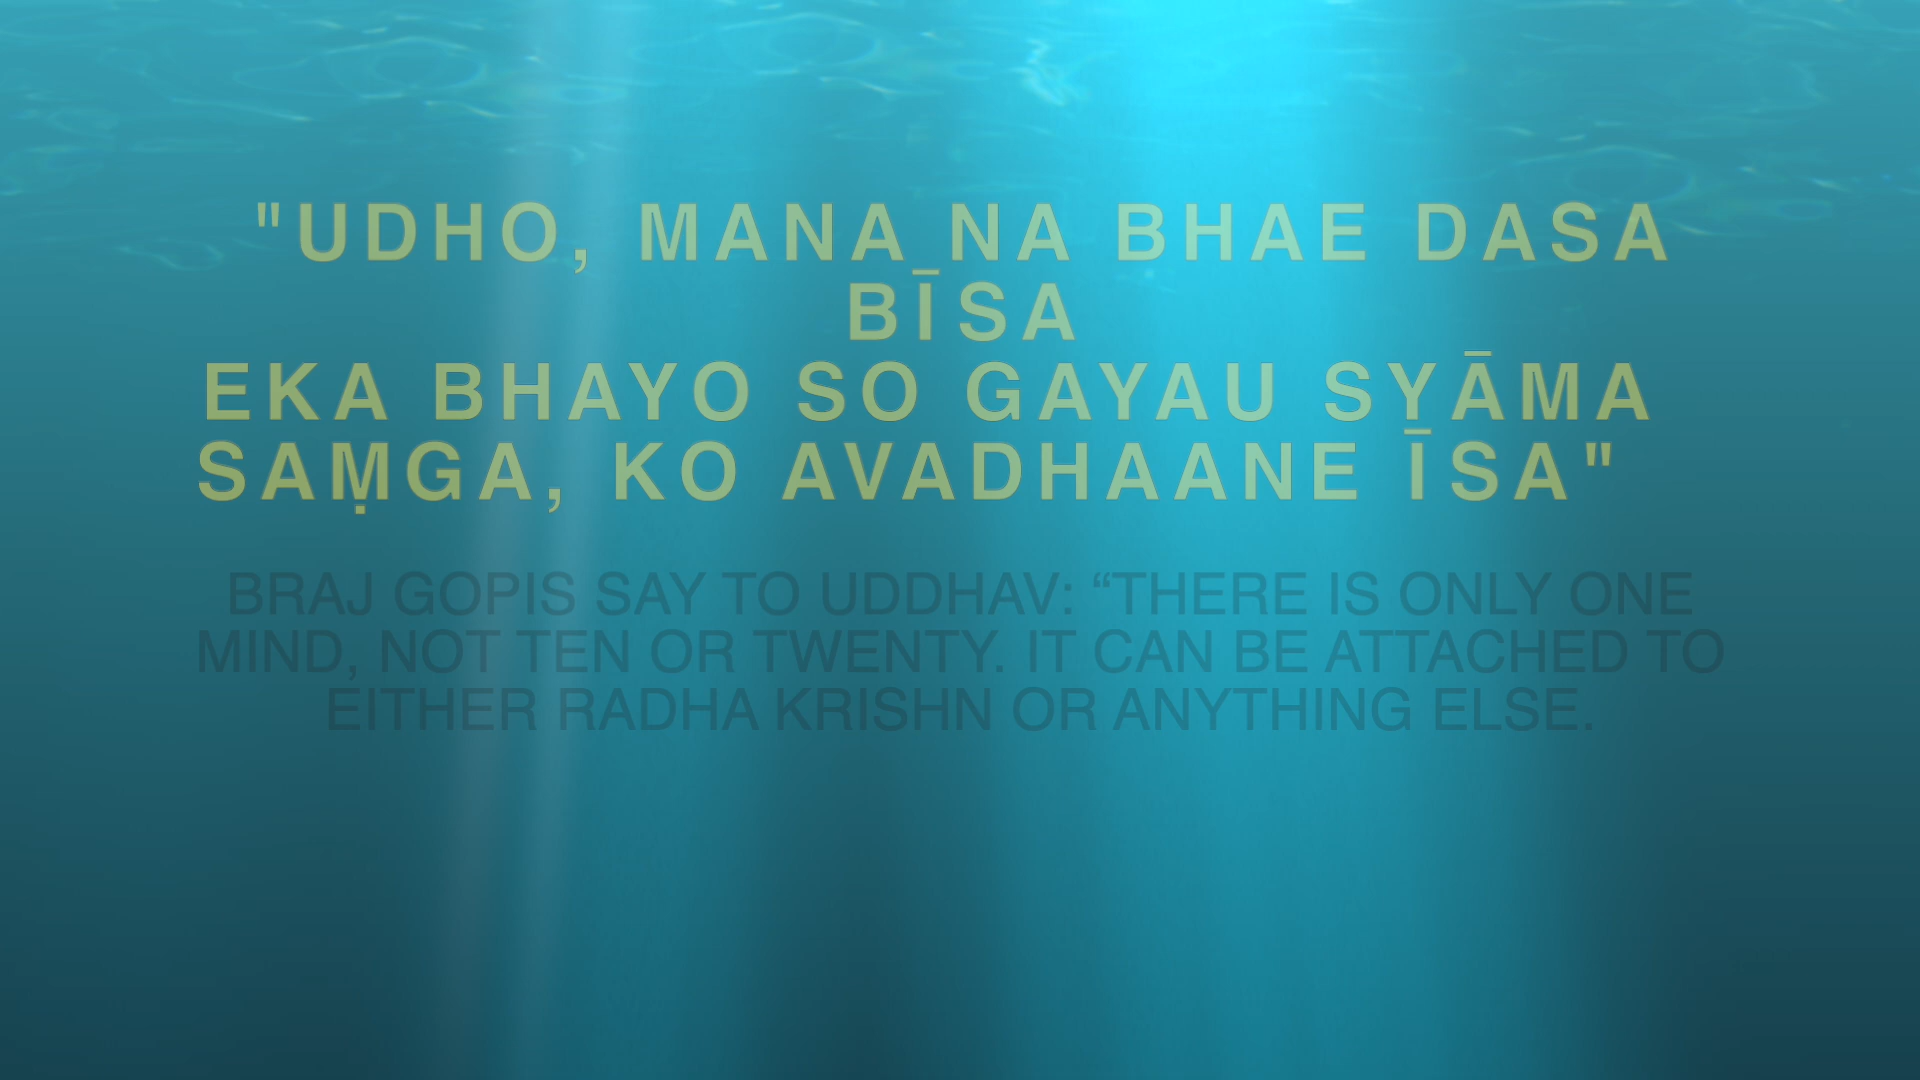 "UDHO, MANA NA BHAE DASA
BĪSA
EKA BHAYO SO GAYAU SYĀMA
SAṂGA, KO AVADHAANE ĪSA"
BRAJ GOPIS SAY TO UDDHAV: “THERE IS ONLY ONE
MIND, NOT TEN OR TWENTY. IT CAN BE ATTACHED TO
EITHER RADHA KRISHN OR ANYTHING ELSE.